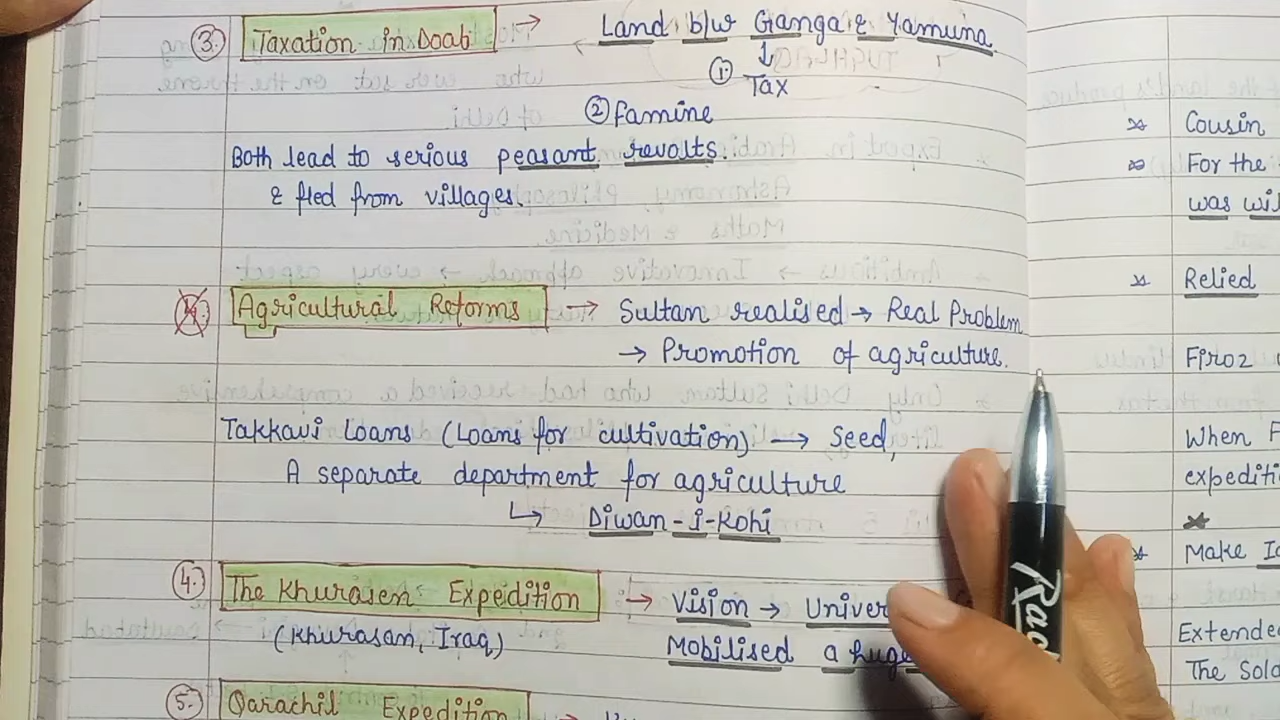 3. Taxation in Doab → Land b/w Ganga & Yamuna.
↓
① Tax
② famine
Both lead to serious peasant revolts.
& fled from villages.
4. Agricultural Reforms → Sultan realised → Real Problem
→ Promotion of agriculture.
Takkavi Loans (Loans for cultivation) → Seed,
A separate department for agriculture
↳ Diwan-i-Kohi
4. The Khurasen Expedition → Vision → Univer
(Khurasan, Iraq) Mobilised a huge
5. Qarachil Expedition →
* Cousin
* For the
was wil
* Relied
Firoz
When F
expediti
*
* Make I
Extende
The Sold